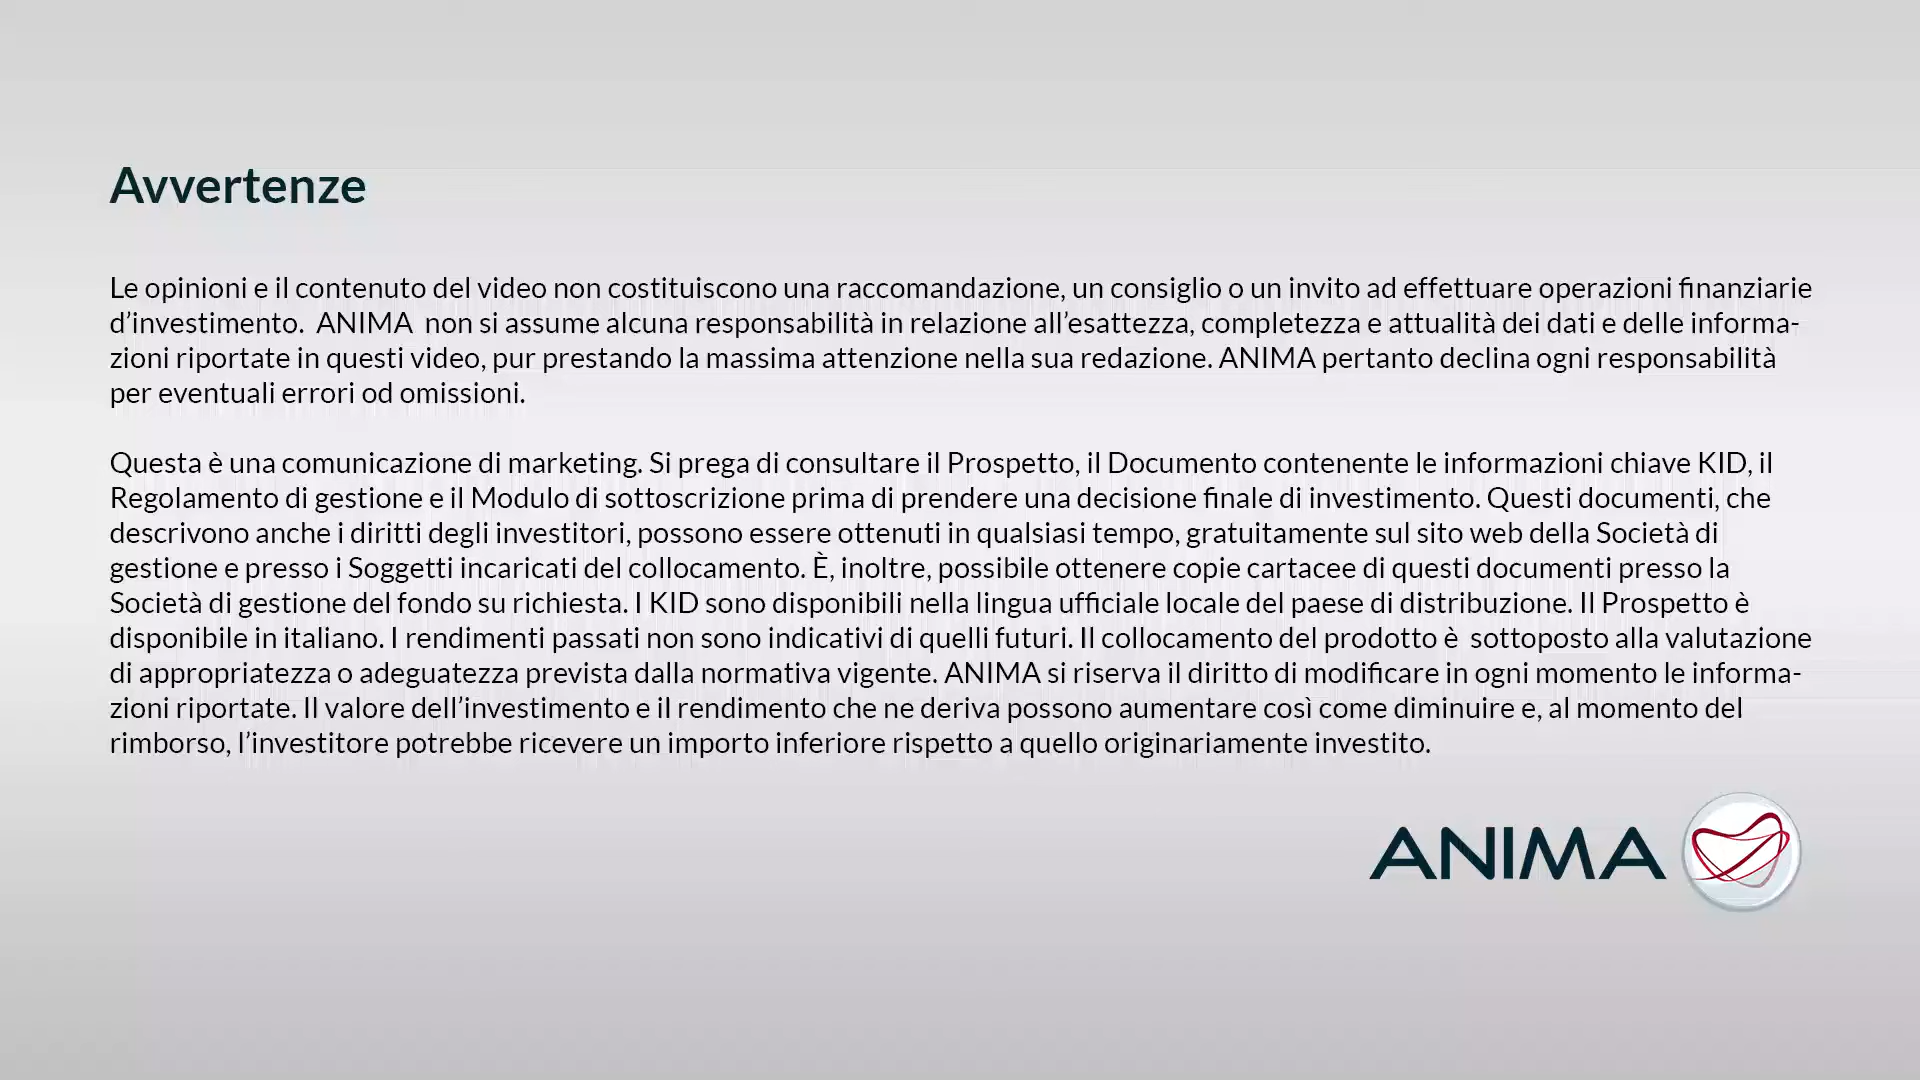 Avvertenze
Le opinioni e il contenuto del video non costituiscono una raccomandazione, un consiglio o un invito ad effettuare operazioni finanziarie
d’investimento.  ANIMA  non si assume alcuna responsabilità in relazione all’esattezza, completezza e attualità dei dati e delle informa-
zioni riportate in questi video, pur prestando la massima attenzione nella sua redazione. ANIMA pertanto declina ogni responsabilità
per eventuali errori od omissioni.
Questa è una comunicazione di marketing. Si prega di consultare il Prospetto, il Documento contenente le informazioni chiave KID, il
Regolamento di gestione e il Modulo di sottoscrizione prima di prendere una decisione finale di investimento. Questi documenti, che
descrivono anche i diritti degli investitori, possono essere ottenuti in qualsiasi tempo, gratuitamente sul sito web della Società di
gestione e presso i Soggetti incaricati del collocamento. È, inoltre, possibile ottenere copie cartacee di questi documenti presso la
Società di gestione del fondo su richiesta. I KID sono disponibili nella lingua ufficiale locale del paese di distribuzione. Il Prospetto è
disponibile in italiano. I rendimenti passati non sono indicativi di quelli futuri. Il collocamento del prodotto è  sottoposto alla valutazione
di appropriatezza o adeguatezza prevista dalla normativa vigente. ANIMA si riserva il diritto di modificare in ogni momento le informa-
zioni riportate. Il valore dell’investimento e il rendimento che ne deriva possono aumentare così come diminuire e, al momento del
rimborso, l’investitore potrebbe ricevere un importo inferiore rispetto a quello originariamente investito.
ANIMA